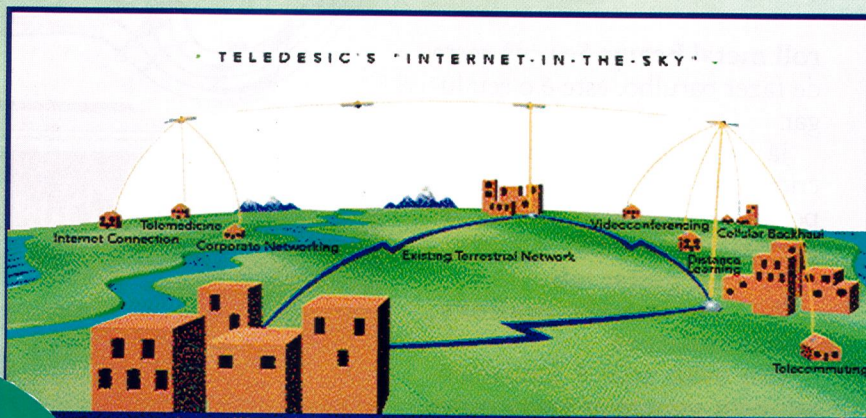 · TELEDESIC'S "INTERNET-IN-THE-SKY" ·
Telemedicine
Internet Connection
Corporate Networking
Existing Terrestrial Network
Videoconferencing
Cellular Backhaul
Distance
Learning
Telecommuting